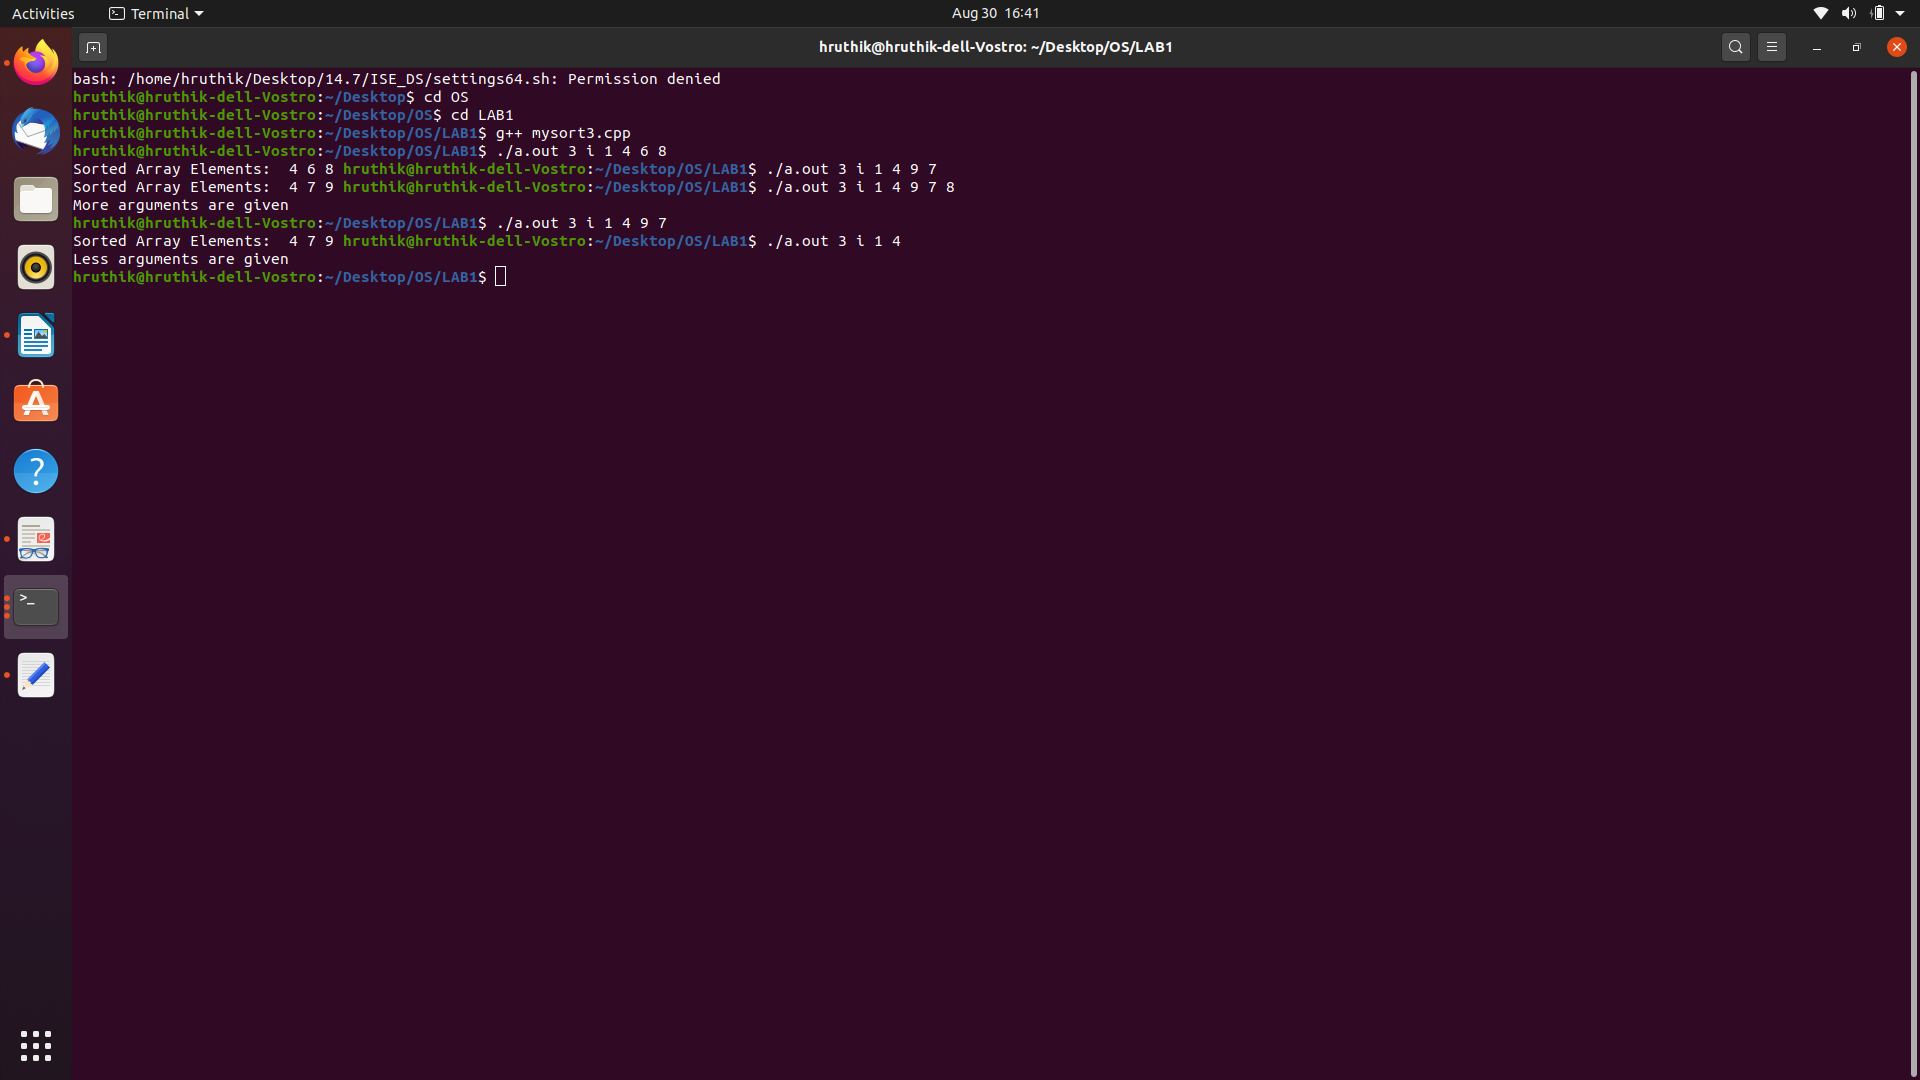 Activities Terminal Aug 30 16:41
hruthik@hruthik-dell-Vostro: ~/Desktop/OS/LAB1
bash: /home/hruthik/Desktop/14.7/ISE_DS/settings64.sh: Permission denied
hruthik@hruthik-dell-Vostro:~/Desktop$ cd OS
hruthik@hruthik-dell-Vostro:~/Desktop/OS$ cd LAB1
hruthik@hruthik-dell-Vostro:~/Desktop/OS/LAB1$ g++ mysort3.cpp
hruthik@hruthik-dell-Vostro:~/Desktop/OS/LAB1$ ./a.out 3 i 1 4 6 8
Sorted Array Elements:  4 6 8 hruthik@hruthik-dell-Vostro:~/Desktop/OS/LAB1$ ./a.out 3 i 1 4 9 7
Sorted Array Elements:  4 7 9 hruthik@hruthik-dell-Vostro:~/Desktop/OS/LAB1$ ./a.out 3 i 1 4 9 7 8
More arguments are given
hruthik@hruthik-dell-Vostro:~/Desktop/OS/LAB1$ ./a.out 3 i 1 4 9 7
Sorted Array Elements:  4 7 9 hruthik@hruthik-dell-Vostro:~/Desktop/OS/LAB1$ ./a.out 3 i 1 4
Less arguments are given
hruthik@hruthik-dell-Vostro:~/Desktop/OS/LAB1$